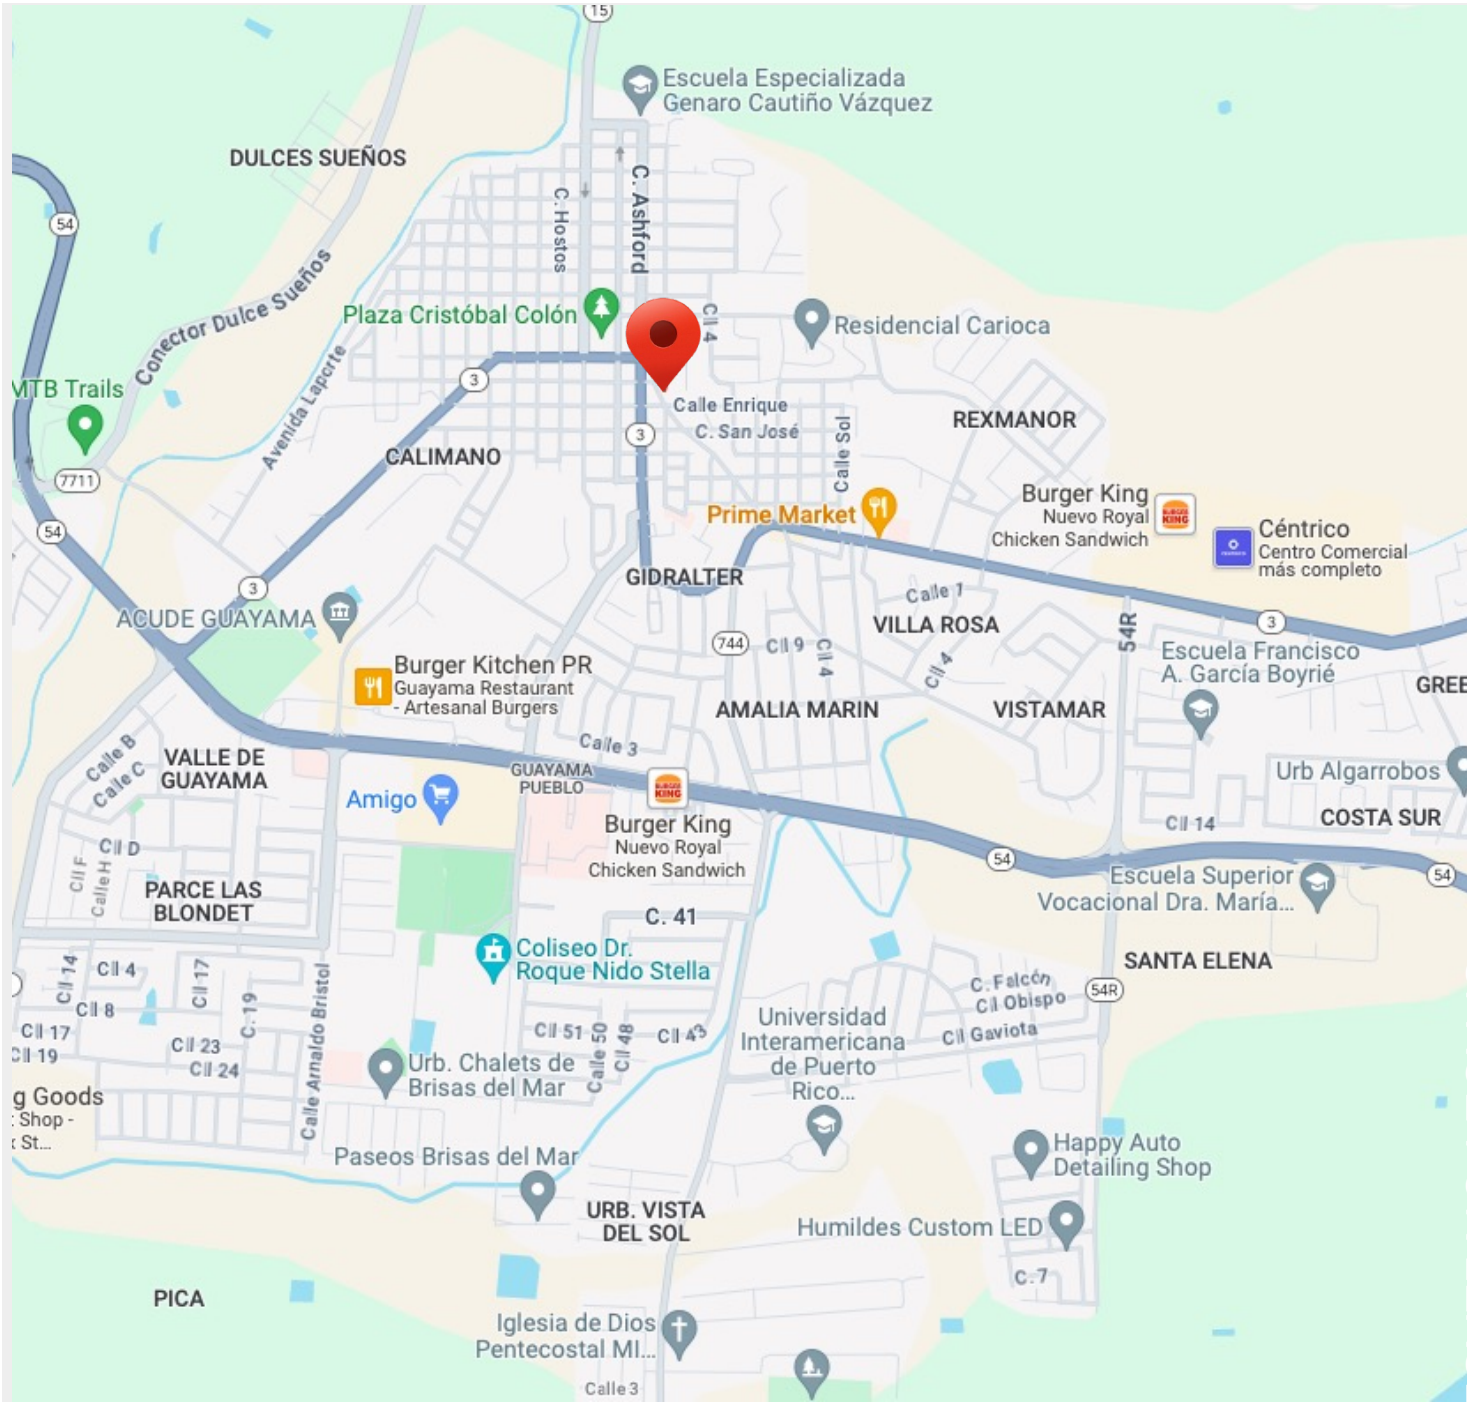 15
Escuela Especializada
Genaro Cautiño Vázquez
DULCES SUEÑOS
C. Ashford
C. Hostos
54
Conector Dulce Sueños
Plaza Cristóbal Colón
Cll 4
Residencial Carioca
Avenida Laporte
3
MTB Trails
Calle Enrique
C. San José
Calle Sol
REXMANOR
3
CALIMANO
7711
Burger King
Nuevo Royal
Chicken Sandwich
BURGER
KING
Prime Market
Céntrico
Centro Comercial
más completo
54
GIDRALTER
3
Calle 1
ACUDE GUAYAMA
VILLA ROSA
3
54R
744
Cll 9
Cll 4
Cll 4
Escuela Francisco
A. García Boyrié
Burger Kitchen PR
Guayama Restaurant
- Artesanal Burgers
GREE
AMALIA MARIN
VISTAMAR
Calle 3
Calle B
Calle C
VALLE DE
GUAYAMA
GUAYAMA
PUEBLO
Urb Algarrobos
Amigo
BURGER
KING
Burger King
Nuevo Royal
Chicken Sandwich
COSTA SUR
Cll 14
Cll D
Cll F
Calle H
54
54
Escuela Superior
Vocacional Dra. María...
PARCE LAS
BLONDET
C. 41
Coliseo Dr.
Roque Nido Stella
SANTA ELENA
Cll 14
Cll 4
Cll 17
C. 19
Cll 8
C. Falcón
Cll Obispo
54R
Cll Gaviota
Calle Arnaldo Bristol
Cll 17
Cll 19
Cll 23
Cll 24
Cll 51
Calle 50
Cll 48
Cll 43
Universidad
Interamericana
de Puerto
Rico...
Urb. Chalets de
Brisas del Mar
g Goods
: Shop -
St...
Paseos Brisas del Mar
Happy Auto
Detailing Shop
URB. VISTA
DEL SOL
Humildes Custom LED
C. 7
PICA
Iglesia de Dios
Pentecostal MI...
Calle 3